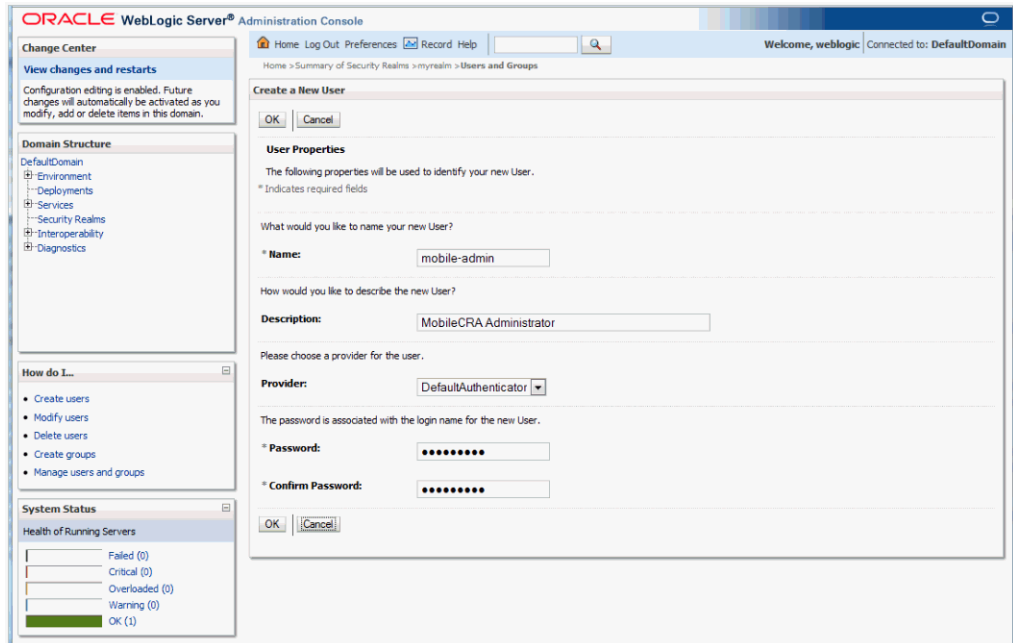 ORACLE WebLogic Server® Administration Console
Change Center
View changes and restarts
Configuration editing is enabled. Future
changes will automatically be activated as you
modify, add or delete items in this domain.
Domain Structure
DefaultDomain
Environment
Deployments
Services
Security Realms
Interoperability
Diagnostics
How do I...
Create users
Modify users
Delete users
Create groups
Manage users and groups
System Status
Health of Running Servers
Failed (0)
Critical (0)
Overloaded (0)
Warning (0)
OK (1)
Home Log Out Preferences Record Help
Welcome, weblogic Connected to: DefaultDomain
Home >Summary of Security Realms >myrealm >Users and Groups
Create a New User
OK Cancel
User Properties
The following properties will be used to identify your new User.
* Indicates required fields
What would you like to name your new User?
* Name: mobile-admin
How would you like to describe the new User?
Description: MobileCRA Administrator
Please choose a provider for the user.
Provider: DefaultAuthenticator
The password is associated with the login name for the new User.
* Password: •••••••••
* Confirm Password: •••••••••
OK Cancel